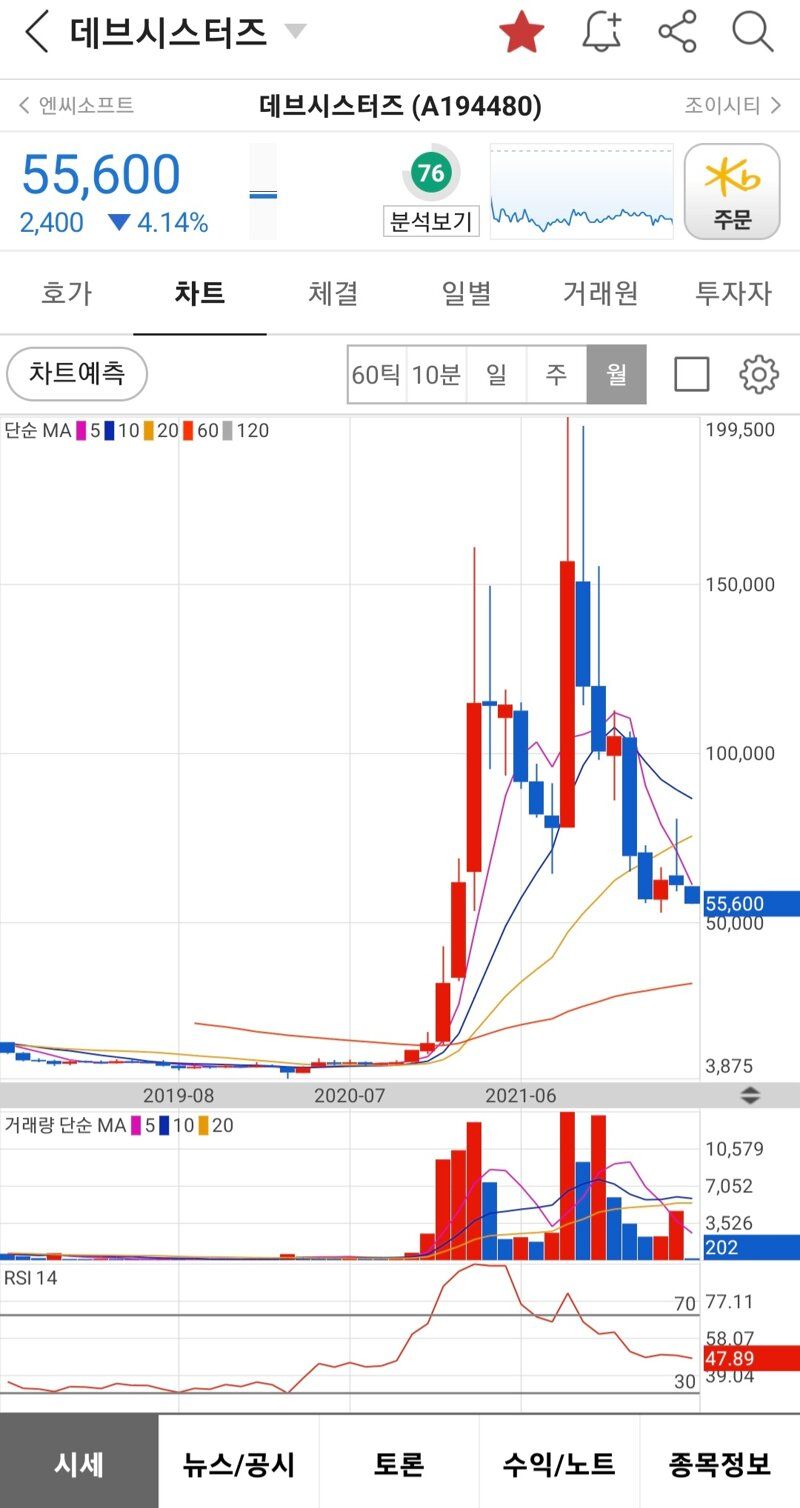 데브시스터즈
엔씨소프트 데브시스터즈 (A194480) 조이시티
55,600
2,400 ▼ 4.14%
76
분석보기
주문
호가 차트 체결 일별 거래원 투자자
차트예측 60틱 10분 일 주 월
단순 MA 5 10 20 60 120
199,500
150,000
100,000
55,600
50,000
3,875
2019-08 2020-07 2021-06
거래량 단순 MA 5 10 20
10,579
7,052
3,526
202
RSI 14
70 77.11
58.07
47.89
30 39.04
시세 뉴스/공시 토론 수익/노트 종목정보